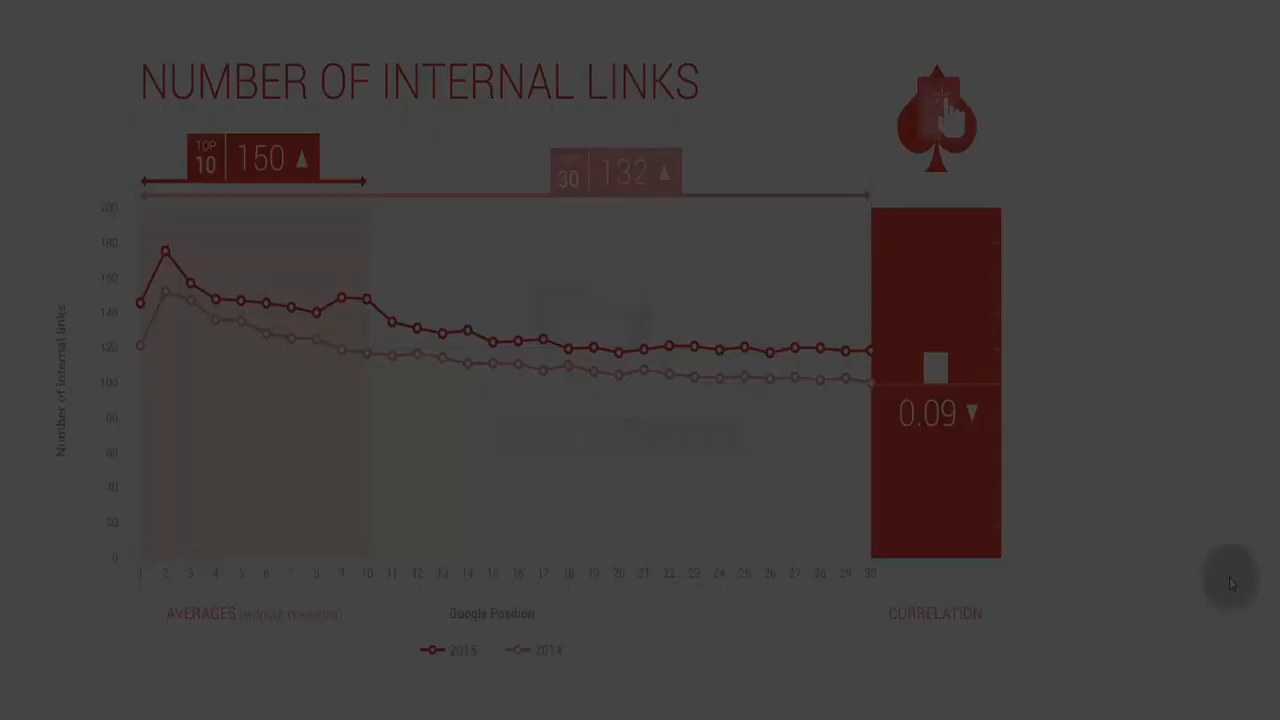 NUMBER OF INTERNAL LINKS
TOP 10 150 ▲
TOP 30 132 ▲
200
180
160
140
120
100
80
60
40
20
0
Number of internal links
1 2 3 4 5 6 7 8 9 10 11 12 13 14 15 16 17 18 19 20 21 22 23 24 25 26 27 28 29 30
0.09 ▼
AVERAGES (without Wikipedia)
Google Position
CORRELATION
2015 2014